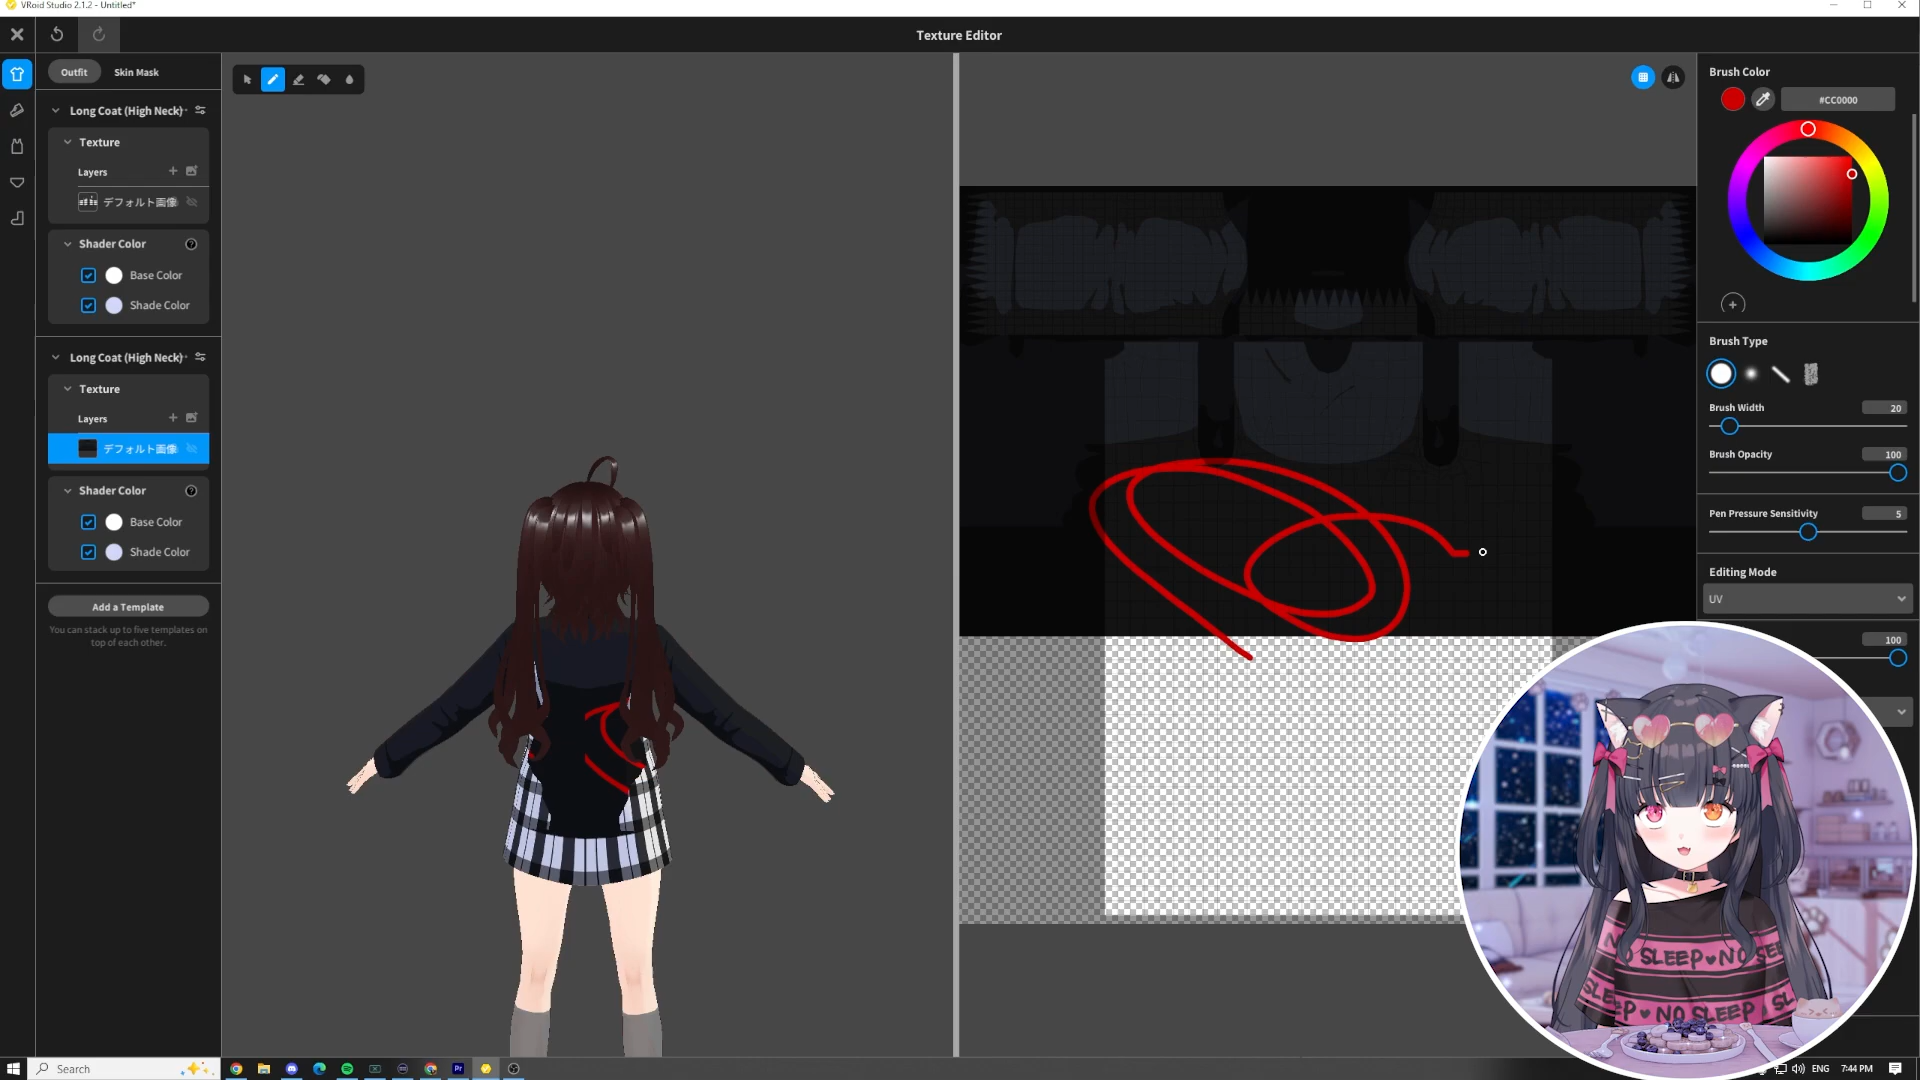 VRoid Studio 2.1.2 - Untitled*
Texture Editor
Outfit
Skin Mask
Long Coat (High Neck)
Texture
Layers
デフォルト画像
Shader Color
Base Color
Shade Color
Long Coat (High Neck)
Texture
Layers
デフォルト画像
Shader Color
Base Color
Shade Color
Add a Template
You can stack up to five templates on
top of each other.
Brush Color
#CC0000
Brush Type
Brush Width
20
Brush Opacity
100
Pen Pressure Sensitivity
5
Editing Mode
UV
100
NO SLEEP♥NO
NO SLEEP
Search
Pr
ENG
7:44 PM